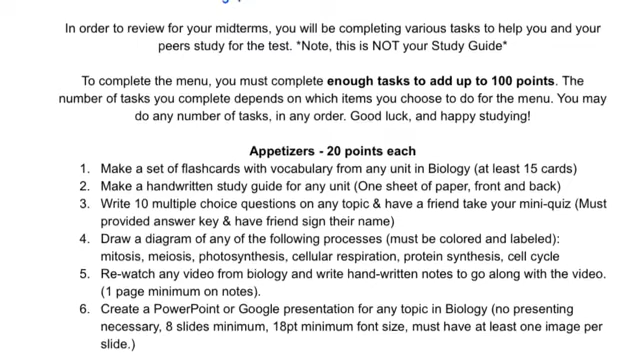 In order to review for your midterms, you will be completing various tasks to help you and your
peers study for the test. *Note, this is NOT your Study Guide*
To complete the menu, you must complete enough tasks to add up to 100 points. The
number of tasks you complete depends on which items you choose to do for the menu. You may
do any number of tasks, in any order. Good luck, and happy studying!
Appetizers - 20 points each
1. Make a set of flashcards with vocabulary from any unit in Biology (at least 15 cards)
2. Make a handwritten study guide for any unit (One sheet of paper, front and back)
3. Write 10 multiple choice questions on any topic & have a friend take your mini-quiz (Must
provided answer key & have friend sign their name)
4. Draw a diagram of any of the following processes (must be colored and labeled):
mitosis, meiosis, photosynthesis, cellular respiration, protein synthesis, cell cycle
5. Re-watch any video from biology and write hand-written notes to go along with the video.
(1 page minimum on notes).
6. Create a PowerPoint or Google presentation for any topic in Biology (no presenting
necessary, 8 slides minimum, 18pt minimum font size, must have at least one image per
slide.)